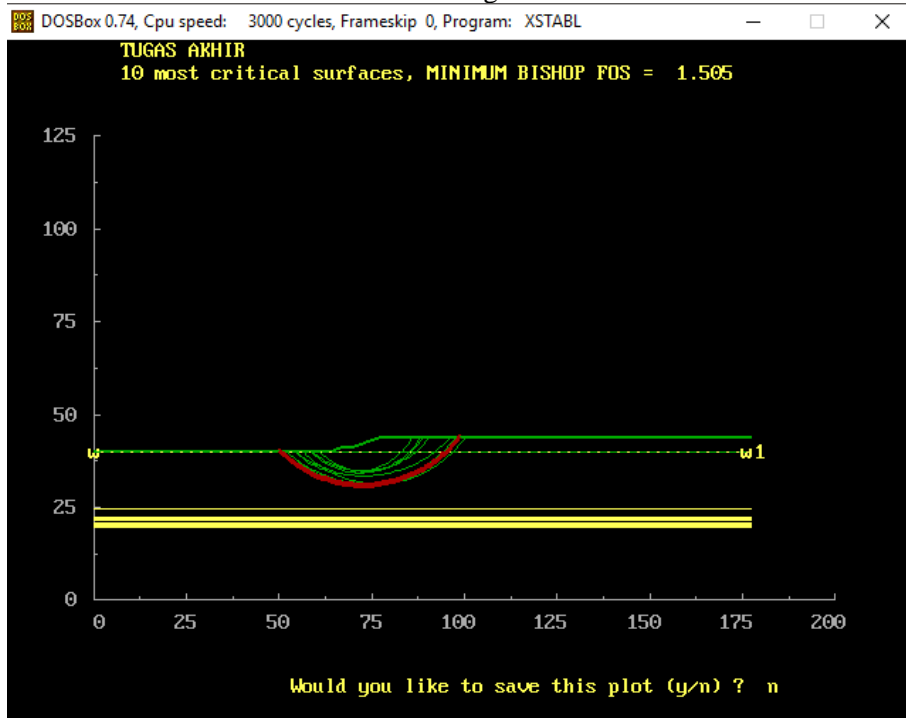 DOSBox 0.74, Cpu speed: 3000 cycles, Frameskip 0, Program: XSTABL
TUGAS AKHIR
10 most critical surfaces, MINIMUM BISHOP FOS = 1.505
125
100
75
50
w
w1
25
0
0 25 50 75 100 125 150 175 200
Would you like to save this plot (y/n) ? n